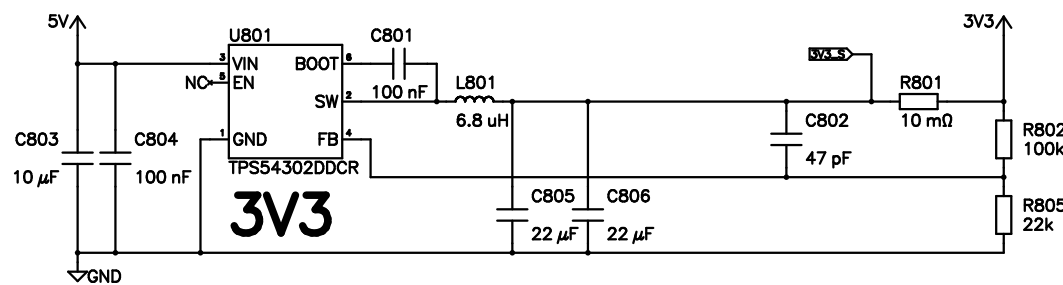 5V
U801
C801
3V3
3 VIN
BOOT 6
3V3_S
NC 5 EN
100 nF
L801
R801
SW 2
6.8 uH
10 mΩ
C803
C804
1 GND
FB 4
C802
R802
100k
10 µF
100 nF
TPS54302DDCR
47 pF
3V3
C805
C806
R805
22k
22 µF
22 µF
GND